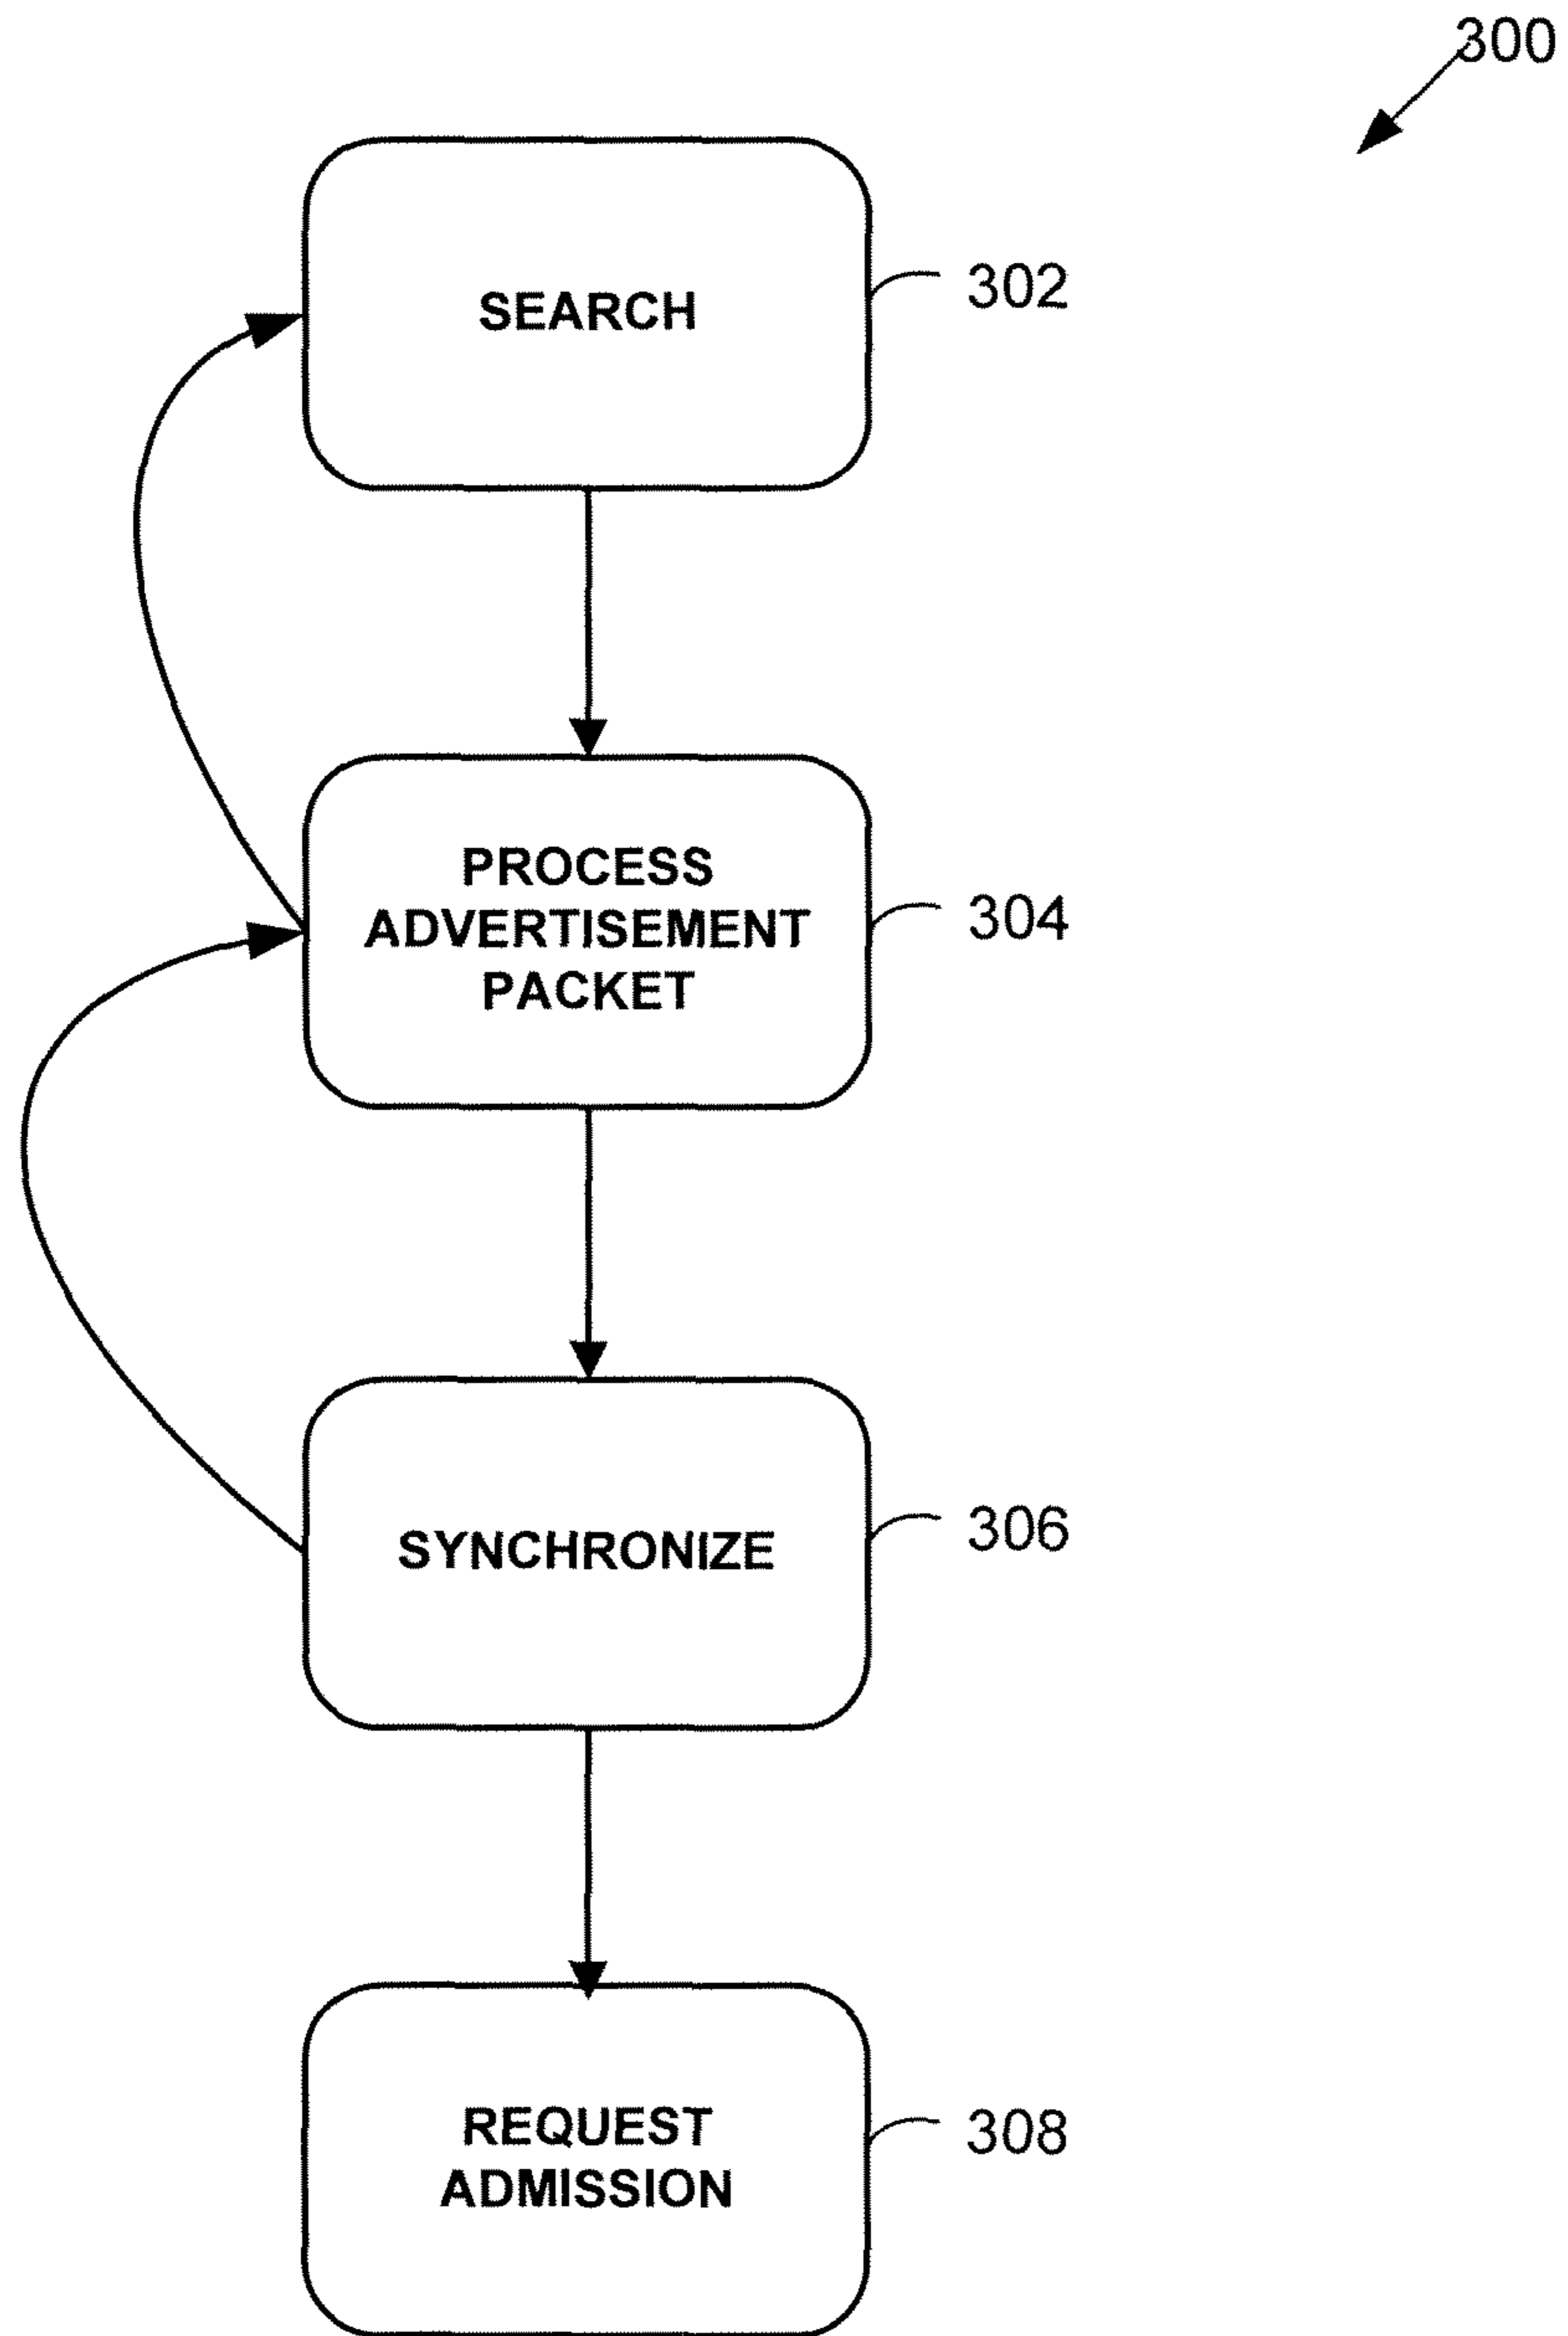 300
SEARCH
302
PROCESS
ADVERTISEMENT
PACKET
304
SYNCHRONIZE
306
REQUEST
ADMISSION
308